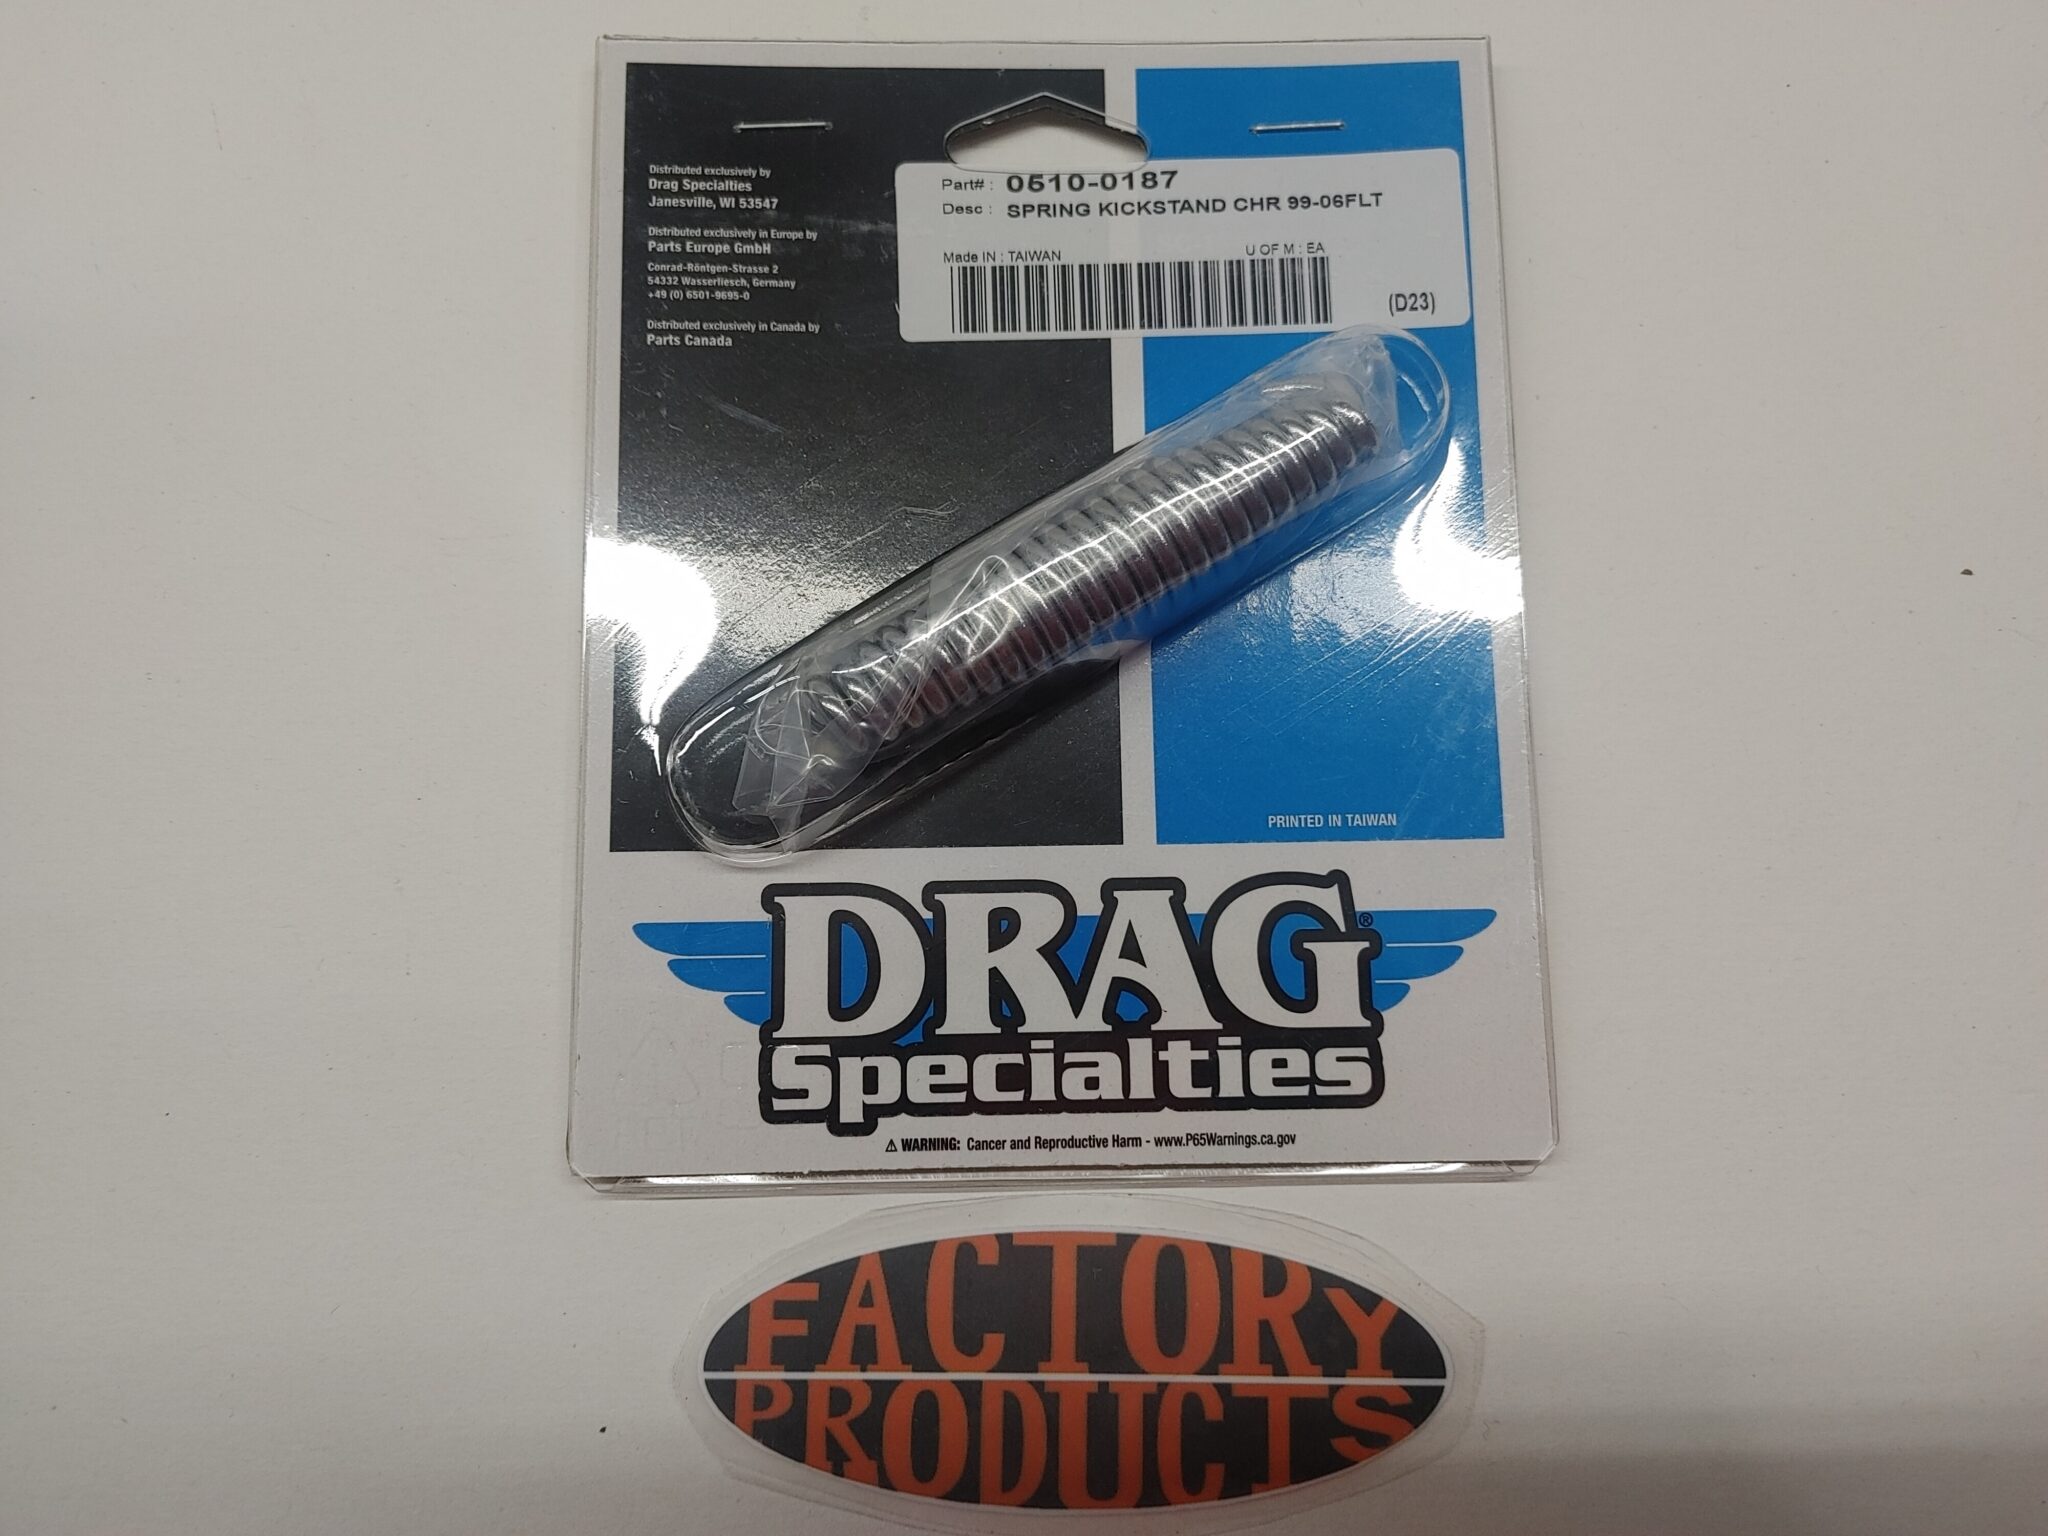 Distributed exclusively by
Drag Specialties
Janesville, WI 53547
Distributed exclusively in Europe by
Parts Europe GmbH
Conrad-Röntgen-Strasse 2
54332 Wasserliesch, Germany
+49 (0) 6501-9695-0
Distributed exclusively in Canada by
Parts Canada
Part# : 0510-0187
Desc : SPRING KICKSTAND CHR 99-06FLT
Made IN : TAIWAN U OF M : EA
(D23)
PRINTED IN TAIWAN
DRAG®
Specialties
⚠ WARNING: Cancer and Reproductive Harm - www.P65Warnings.ca.gov
FACTORY
PRODUCTS